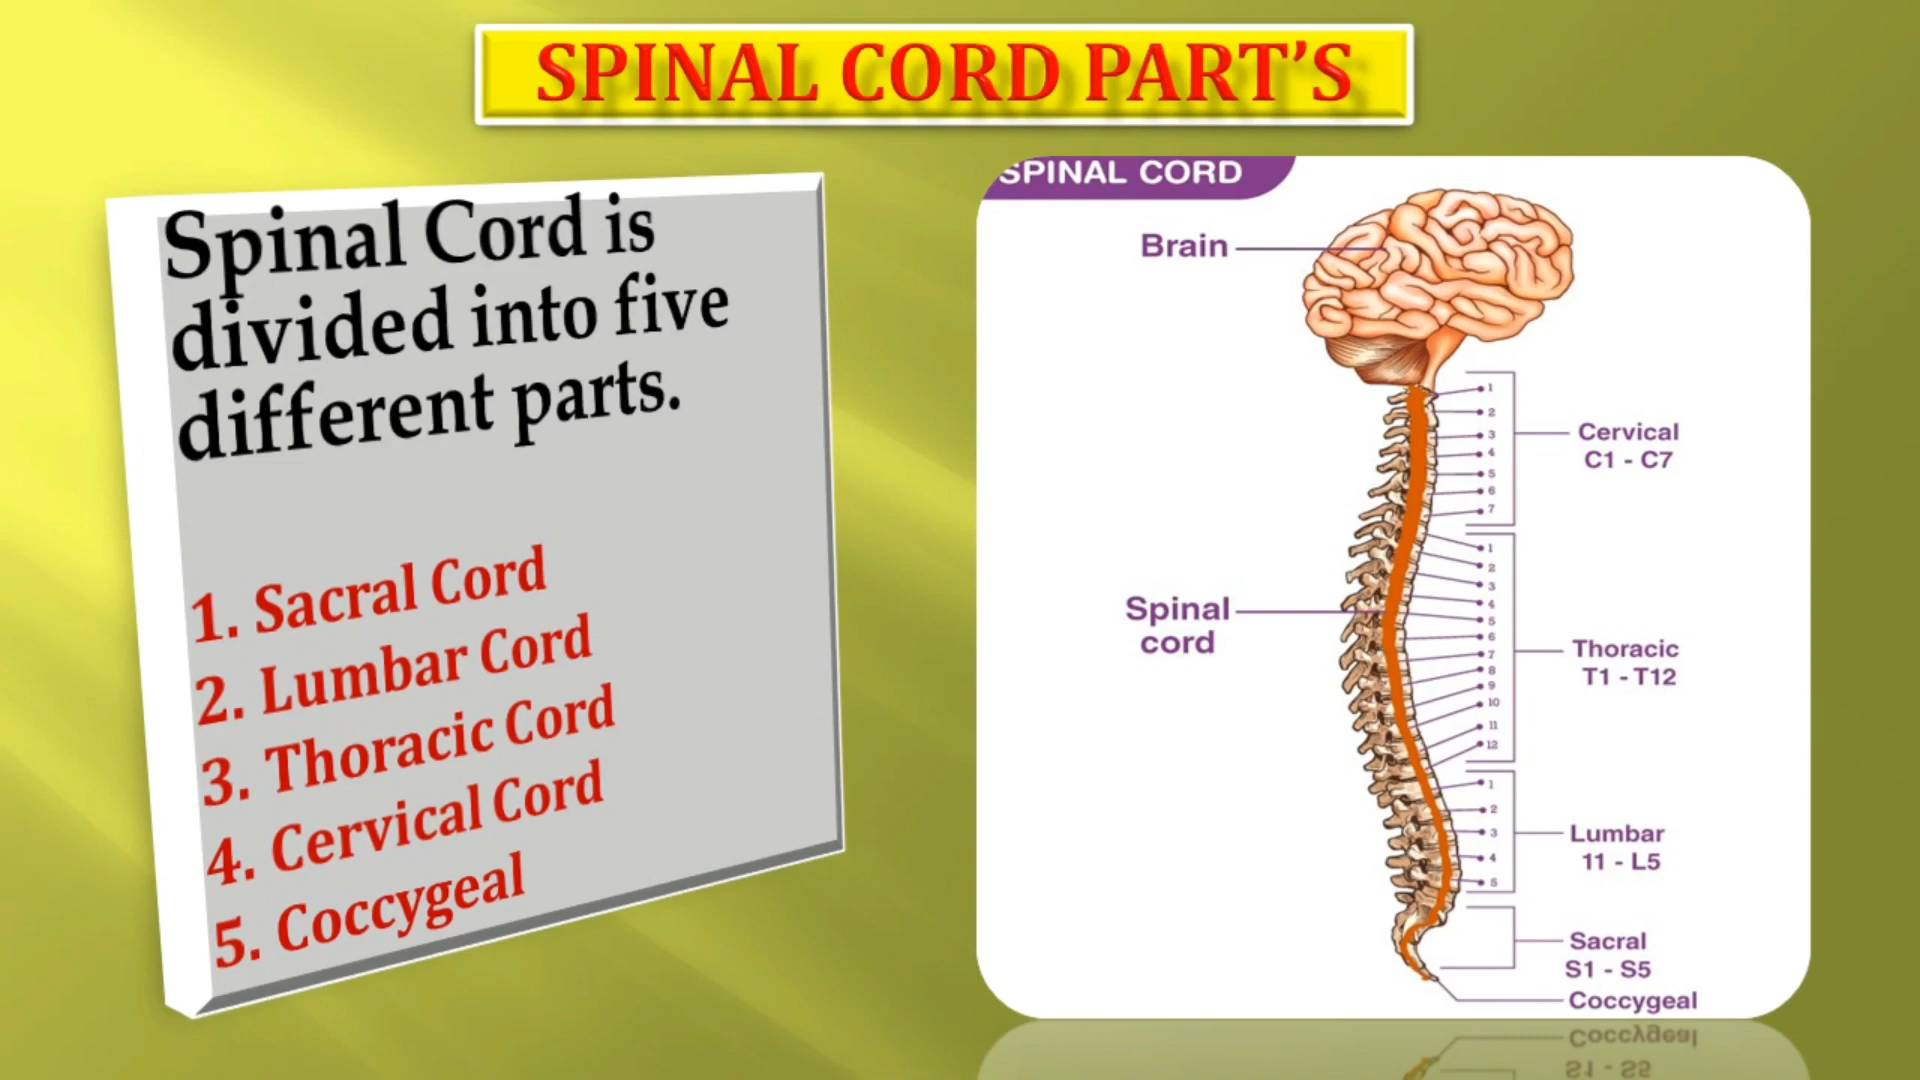 SPINAL CORD PART’S
Spinal Cord is
divided into five
different parts.
1. Sacral Cord
2. Lumbar Cord
3. Thoracic Cord
4. Cervical Cord
5. Coccygeal
SPINAL CORD
Brain
1
2
3
4
5
6
7
Cervical
C1 - C7
1
2
3
4
5
6
7
8
9
10
11
12
Spinal
cord
Thoracic
T1 - T12
1
2
3
4
5
Lumbar
11 - L5
Sacral
S1 - S5
Coccygeal
Coccygeal
S1 - S5